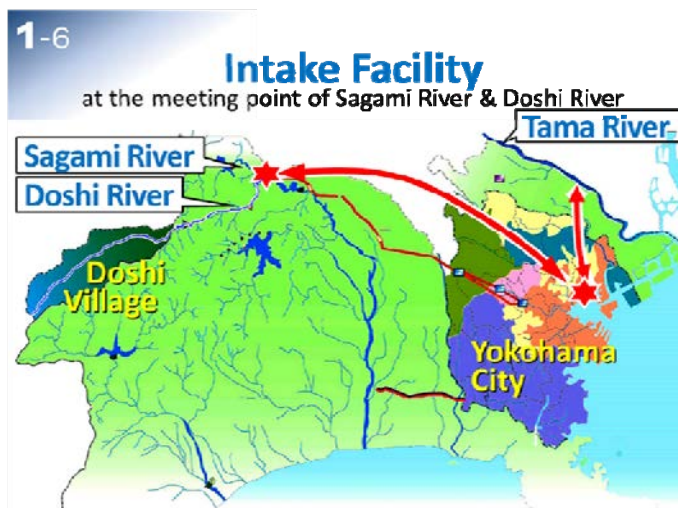 1-6
Intake Facility
at the meeting point of Sagami River & Doshi River
Tama River
Sagami River
Doshi River
Doshi
Village
Yokohama
City